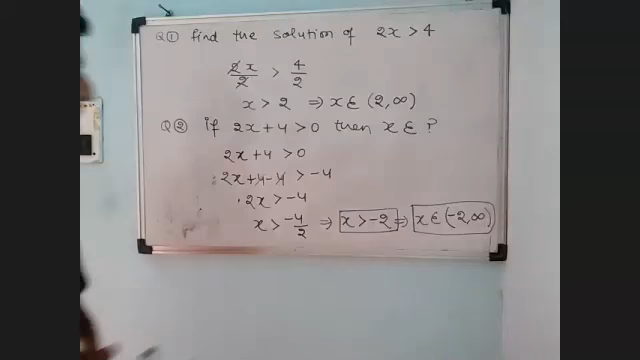 Q① find the solution of 2x > 4
2x/2 > 4/2
x > 2 ⇒ x ∈ (2, ∞)
Q② if 2x+4>0 then x ∈ ?
2x+4 >0
2x+4-4 > -4
2x > -4
x > -4/2 ⇒ x > -2 ⇒ x ∈ (-2, ∞)